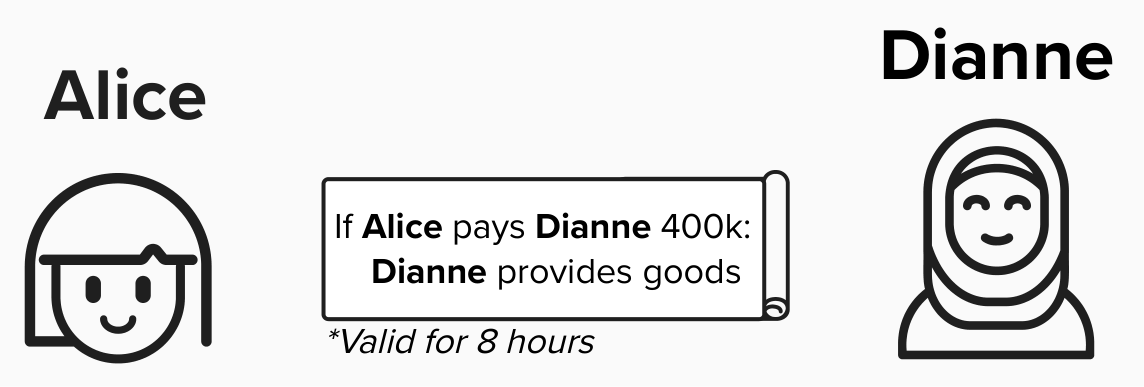 Alice
Dianne
If Alice pays Dianne 400k:
Dianne provides goods
*Valid for 8 hours